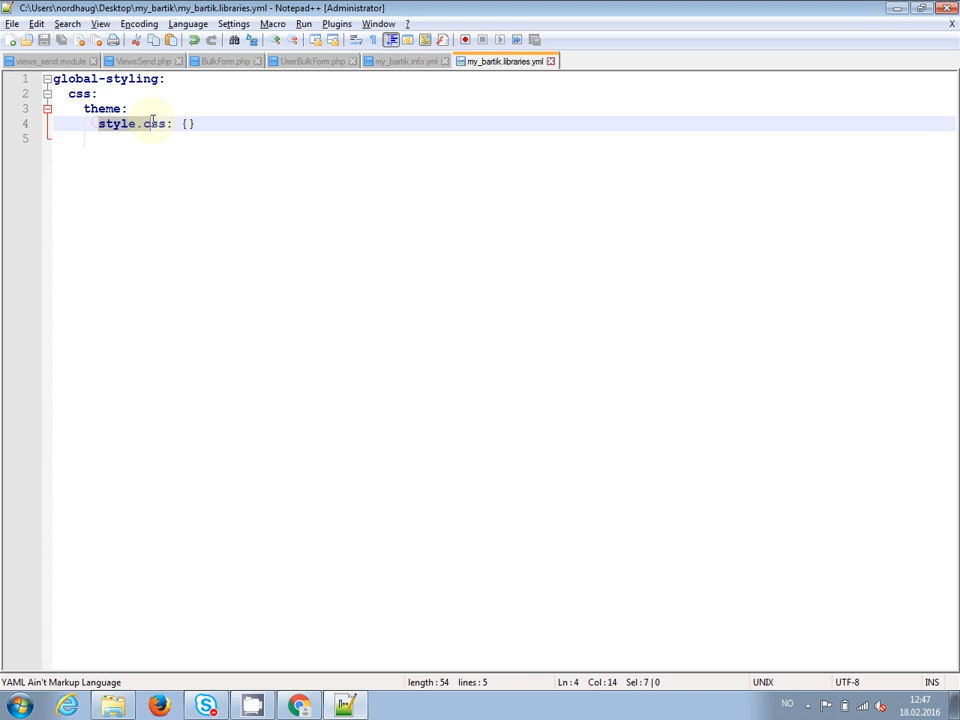 C:\Users\nordhaug\Desktop\my_bartik\my_bartik.libraries.yml - Notepad++ [Administrator]
File Edit Search View Encoding Language Settings Macro Run Plugins Window ? X
views_send.module ViewsSend.php BulkForm.php UserBulkForm.php my_bartik.info.yml my_bartik.libraries.yml
1 global-styling:
2 css:
3 theme:
4 style.css: {}
5
YAML Ain't Markup Language length : 54 lines : 5 Ln : 4 Col : 14 Sel : 7 | 0 UNIX UTF-8 INS
NO 12:47
18.02.2016